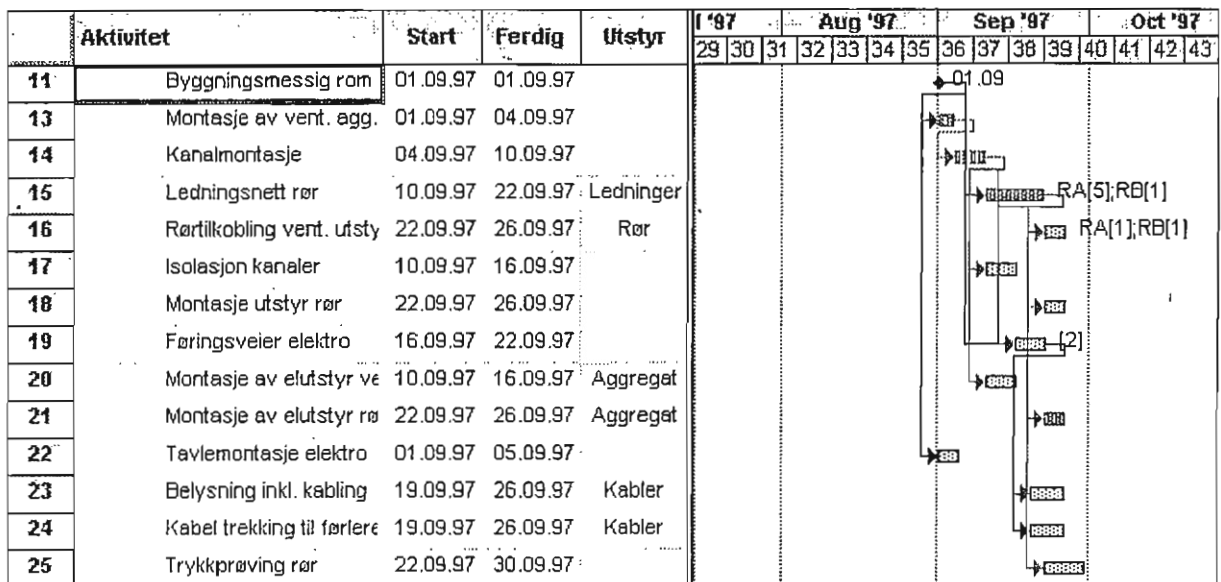 Aktivitet Start Ferdig Utstyr '97 Aug '97 Sep '97 Oct '97
29 30 31 32 33 34 35 36 37 38 39 40 41 42 43
11 Byggningsmessig rom 01.09.97 01.09.97 01.09
13 Montasje av vent. agg. 01.09.97 04.09.97
14 Kanalmontasje 04.09.97 10.09.97
15 Ledningsnett rør 10.09.97 22.09.97 Ledninger RA[5];RB[1]
16 Rørtilkobling vent. utsty 22.09.97 26.09.97 Rør RA[1];RB[1]
17 Isolasjon kanaler 10.09.97 16.09.97
18 Montasje utstyr rør 22.09.97 26.09.97
19 Føringsveier elektro 16.09.97 22.09.97 [2]
20 Montasje av elutstyr ve 10.09.97 16.09.97 Aggregat
21 Montasje av elutstyr rø 22.09.97 26.09.97 Aggregat
22 Tavlemontasje elektro 01.09.97 05.09.97
23 Belysning inkl. kabling 19.09.97 26.09.97 Kabler
24 Kabel trekking til førlere 19.09.97 26.09.97 Kabler
25 Trykkprøving rør 22.09.97 30.09.97